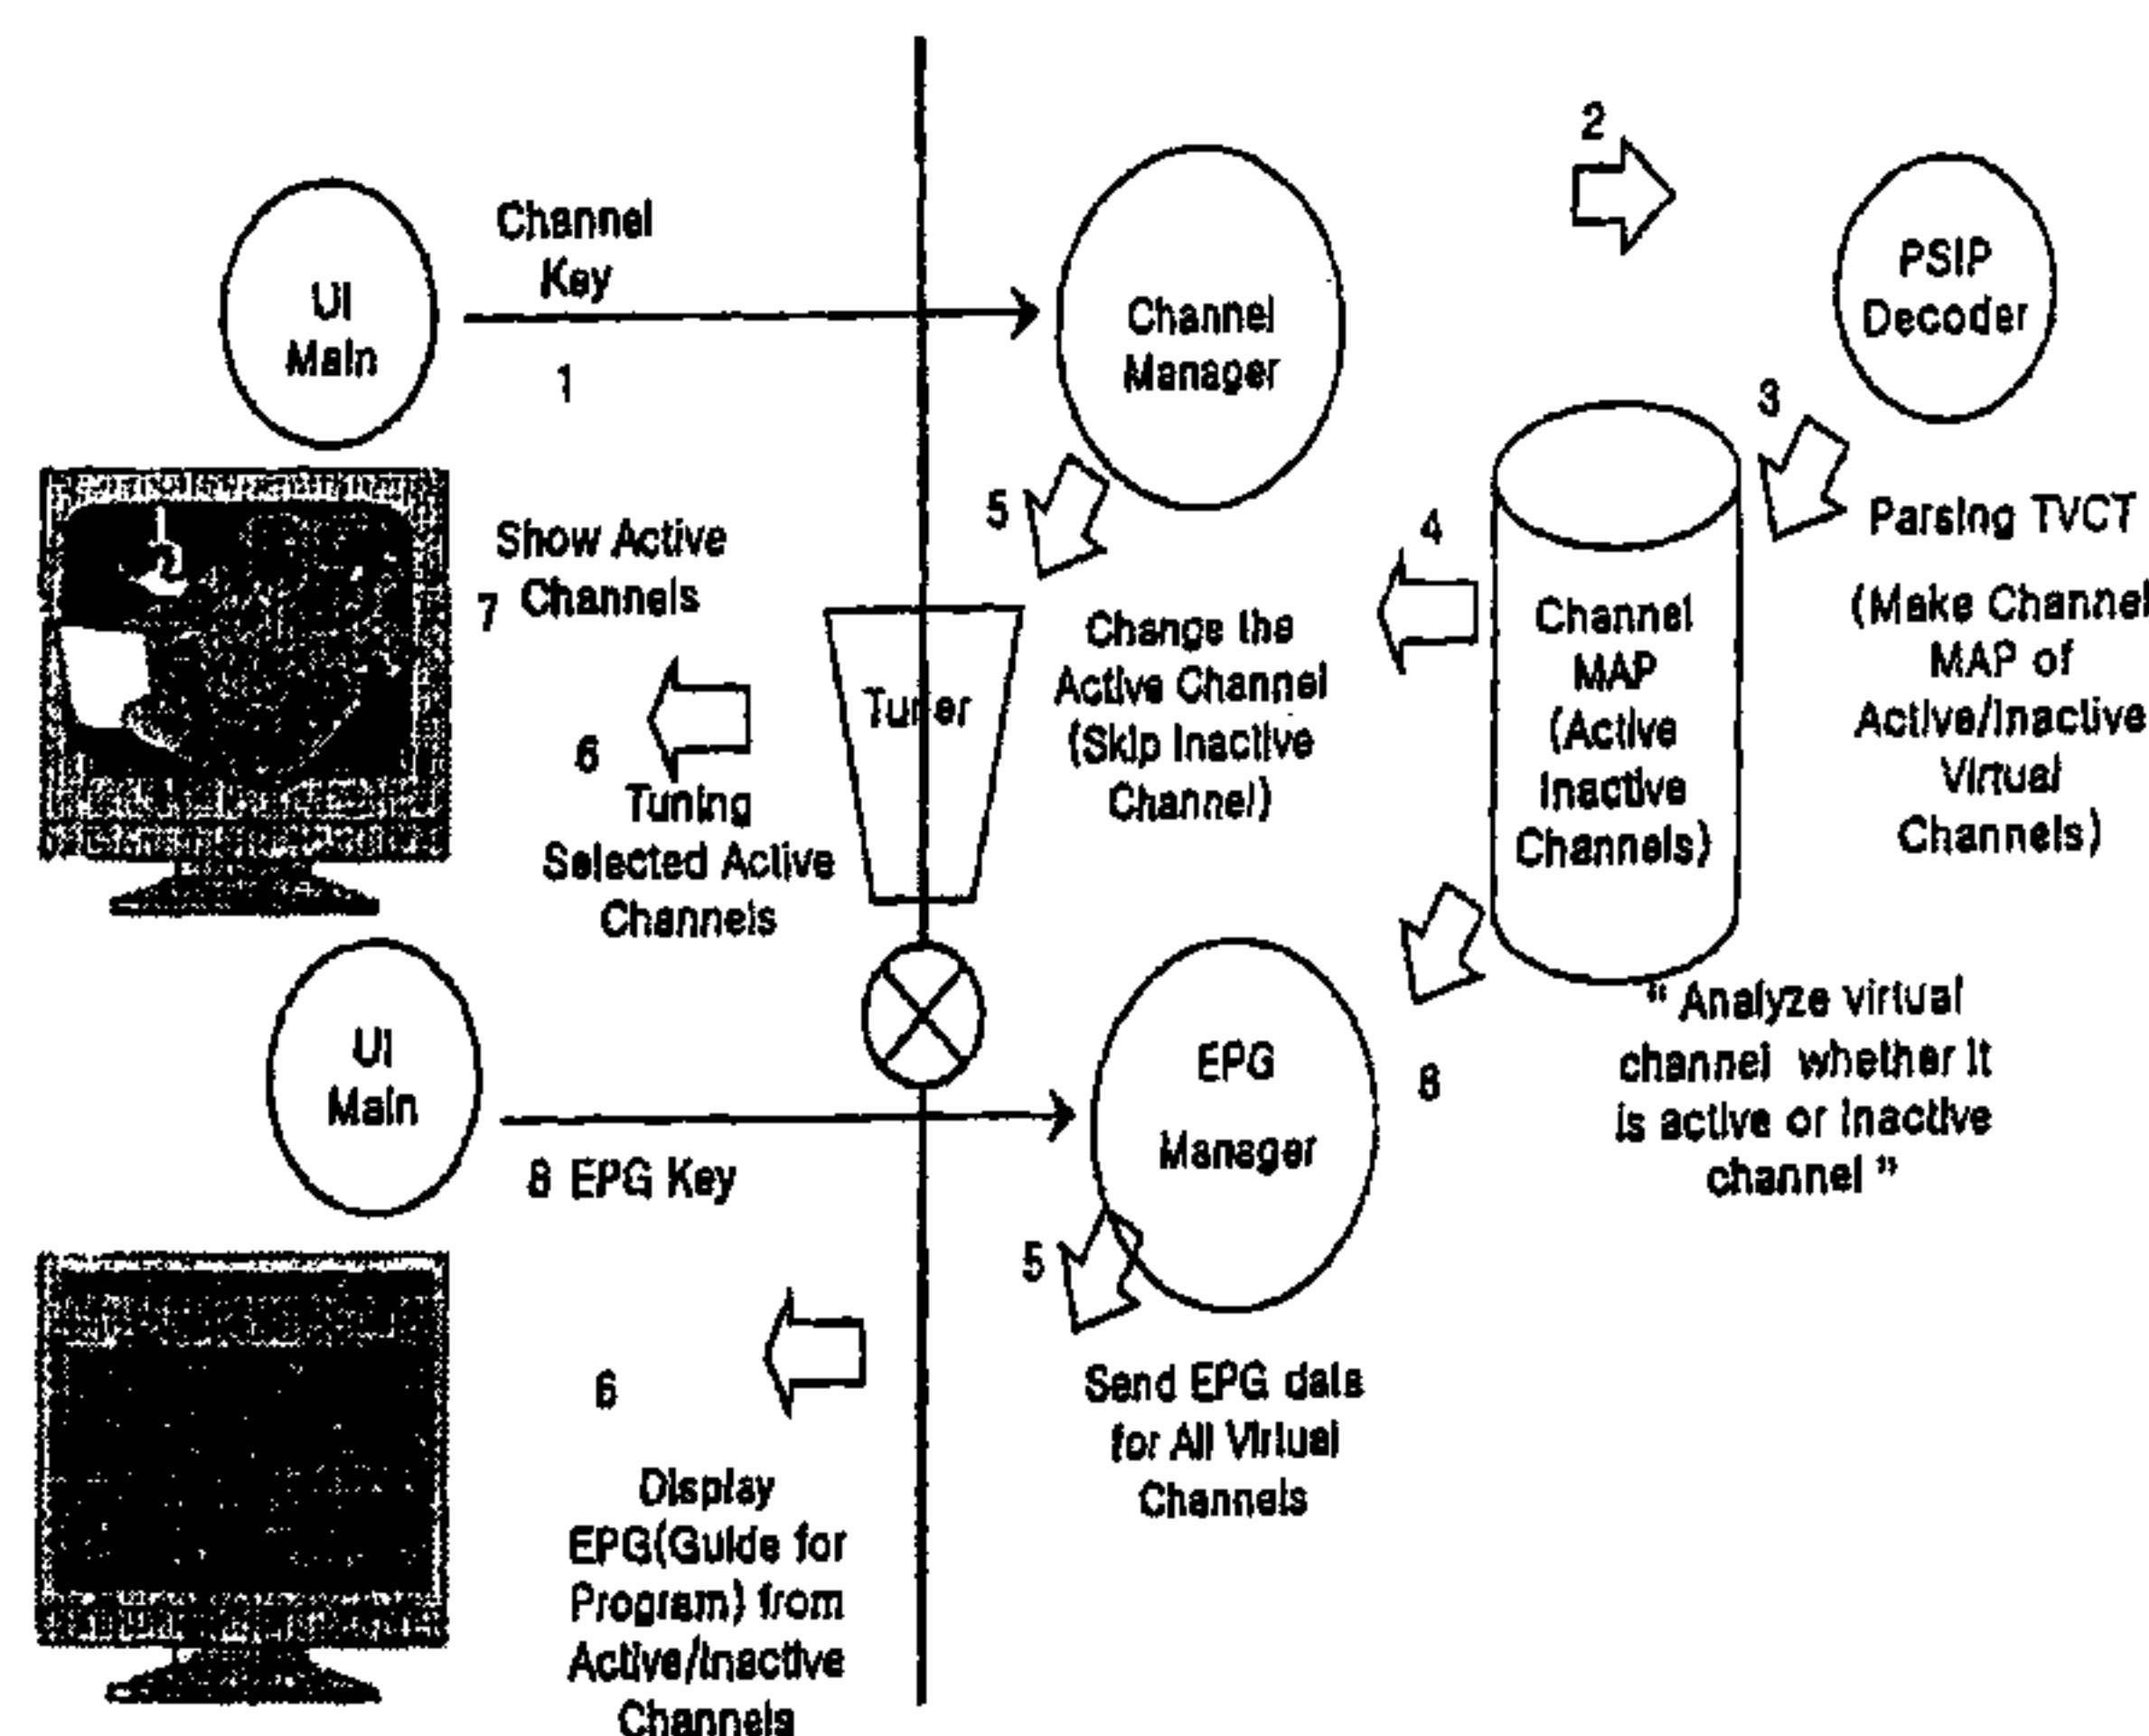 2
Channel
Key
UI
Main
1
Channel
Manager
PSIP
Decoder
3
5
4
Parsing TVCT
(Make Channel
MAP of
Active/Inactive
Virtual
Channels)
Show Active
7 Channels
Tuner
Change the
Active Channel
(Skip Inactive
Channel)
Channel
MAP
(Active
Inactive
Channels)
6
Tuning
Selected Active
Channels
UI
Main
8 EPG Key
EPG
Manager
8
" Analyze virtual
channel whether it
is active or inactive
channel "
5
6
Send EPG data
for All Virtual
Channels
Display
EPG(Guide for
Program) from
Active/Inactive
Channels